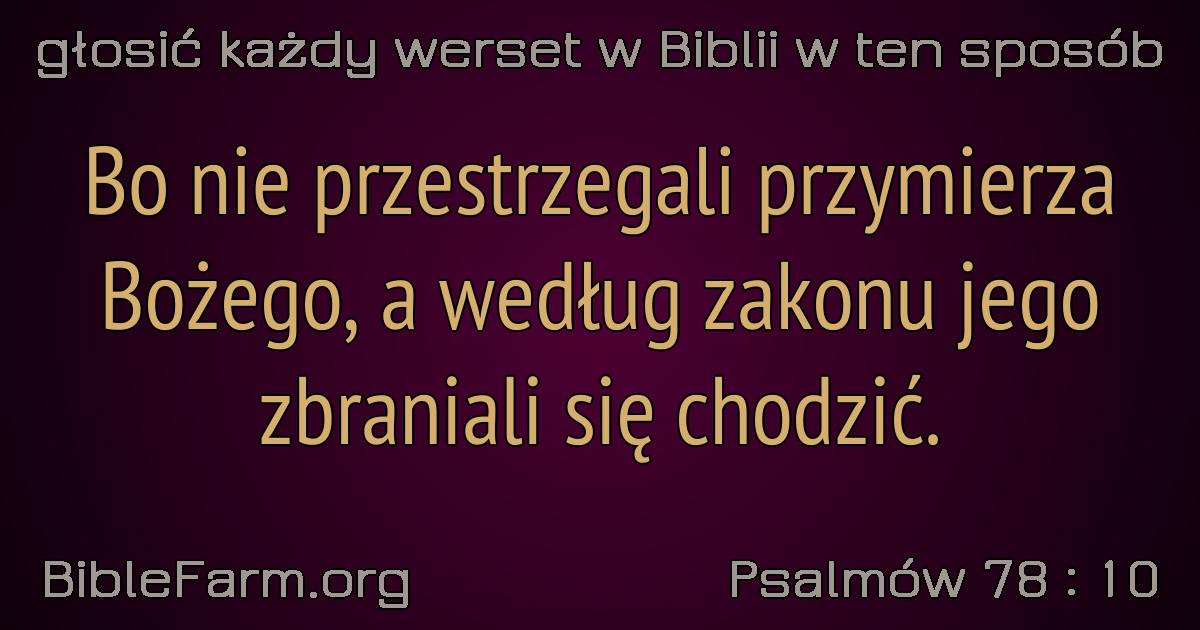 głosić każdy werset w Biblii w ten sposób
Bo nie przestrzegali przymierza
Bożego, a według zakonu jego
zbraniali się chodzić.
BibleFarm.org
Psalmów 78 : 10